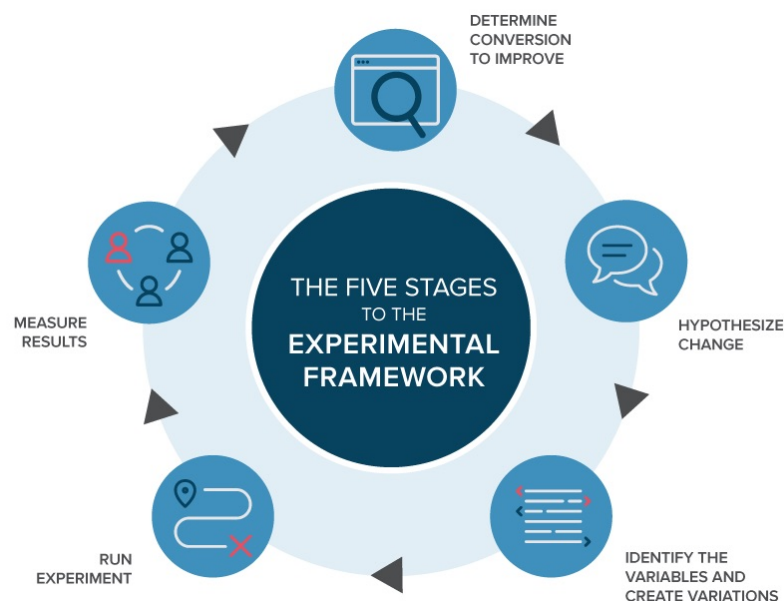 DETERMINE
CONVERSION
TO IMPROVE
THE FIVE STAGES
TO THE
EXPERIMENTAL
FRAMEWORK
HYPOTHESIZE
CHANGE
IDENTIFY THE
VARIABLES AND
CREATE VARIATIONS
RUN
EXPERIMENT
MEASURE
RESULTS